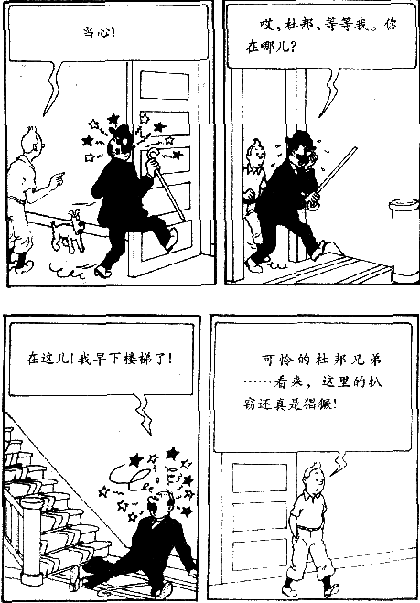 当心!
哎,杜邦、等等我。你
在哪儿?
在这儿!我早下楼梯了!
可怜的杜邦兄弟
……看来,这里的扒
窃还真是猖獗!